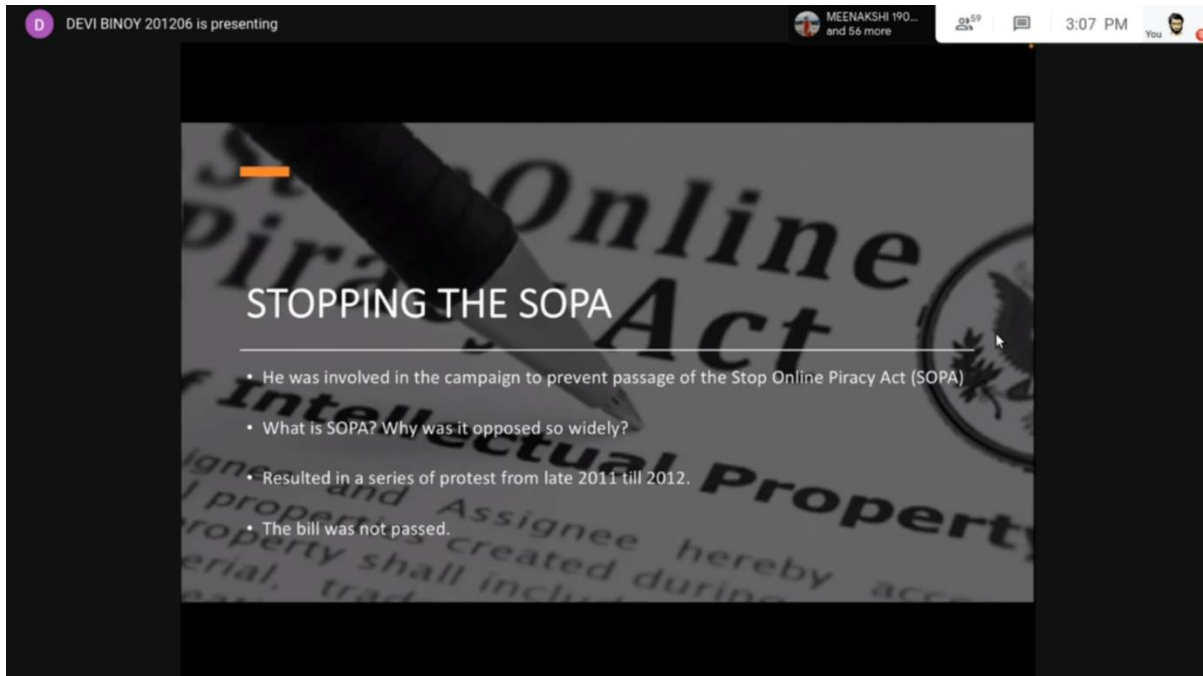 D DEVI BINOY 201206 is presenting
MEENAKSHI 190...
and 56 more
59
3:07 PM
You
Online
Act
STOPPING THE SOPA
• He was involved in the campaign to prevent passage of the Stop Online Piracy Act (SOPA)
• What is SOPA? Why was it opposed so widely?
• Resulted in a series of protest from late 2011 till 2012.
• The bill was not passed.
Intellectual Property
and Assignee hereby
created during
shall